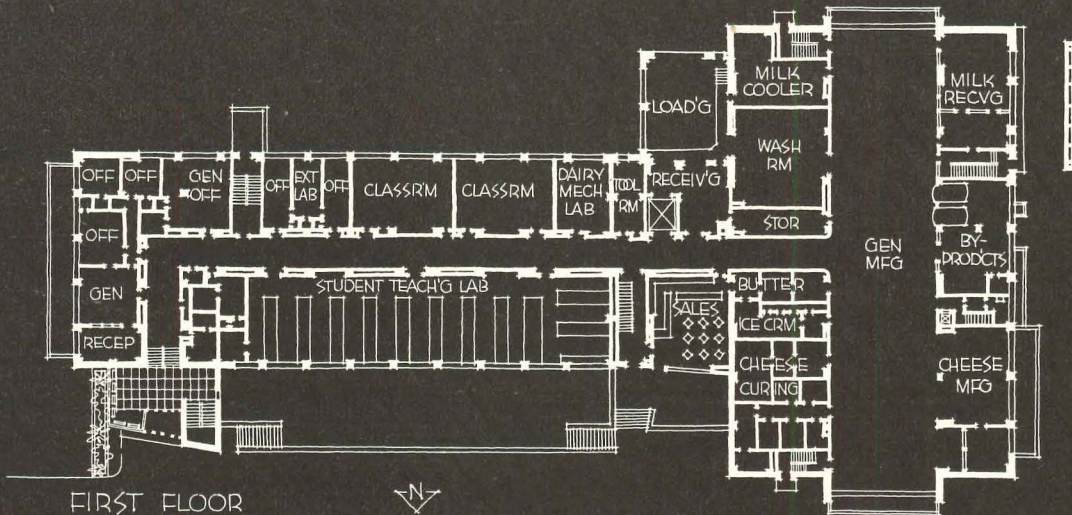 MILK
COOLER
MILK
RECVG
LOAD'G
WASH
RM
OFF
OFF
GEN
OFF
OFF
EXT
LAB
OFF
CLASSR'M
CLASSRM
DAIRY
MECH
LAB
TOOL
RM
RECEIV'G
STOR
OFF
GEN
MFG
BY-
PRODCTS
GEN
STUDENT TEACH'G LAB
BUTTER
SALES
ICE CRM
RECEP
CHEESE
CURING
CHEESE
MFG
FIRST FLOOR
N